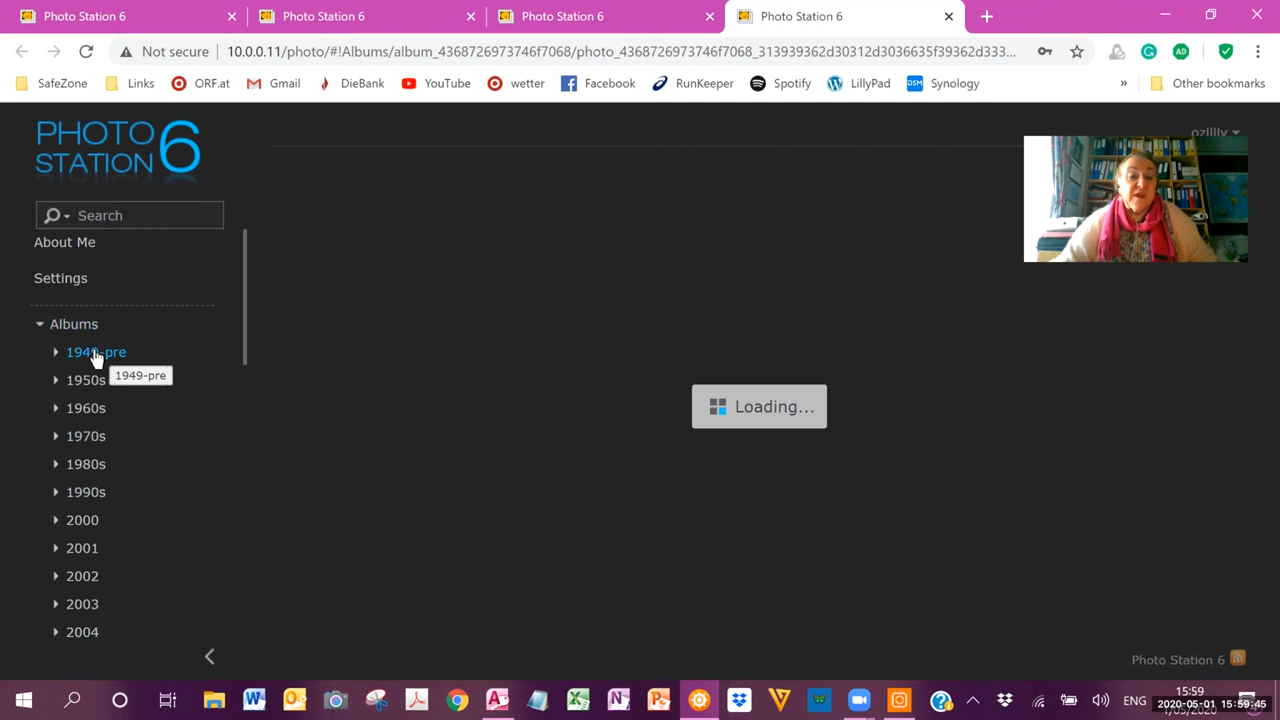 Photo Station 6
Photo Station 6
Photo Station 6
Photo Station 6
Not secure 10.0.0.11/photo/#!Albums/album_4368726973746f7068/photo_4368726973746f7068_313939362d30312d3036635f39362d333...
SafeZone Links ORF.at Gmail DieBank YouTube wetter Facebook RunKeeper Spotify LillyPad Synology » Other bookmarks
PHOTO
STATION 6
ozlilly
Search
About Me
Settings
Albums
1949-pre
1949-pre
1950s
1960s
1970s
1980s
1990s
2000
2001
2002
2003
2004
Loading...
Photo Station 6
ENG
15:59
2020-05-01 15:59:45